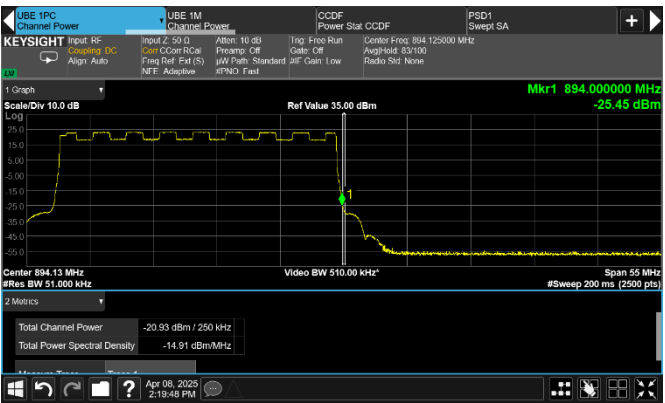 UBE 1PC
Channel Power
UBE 1M
Channel Power
CCDF
Power Stat CCDF
PSD1
Swept SA
KEYSIGHT
Input: RF
Coupling: DC
Align: Auto
Input Z: 50 Ω
Corr CCorr RCal
Freq Ref: Ext (S)
NFE: Adaptive
Atten: 10 dB
Preamp: Off
µW Path: Standard
#PNO: Fast
Trig: Free Run
Gate: Off
#IF Gain: Low
Center Freq: 894.125000 MHz
Avg|Hold: 83/100
Radio Std: None
1 Graph
Mkr1 894.000000 MHz
-25.45 dBm
Scale/Div 10.0 dB
Ref Value 35.00 dBm
Log
25.0
15.0
5.00
-5.00
-15.0
-25.0
-35.0
-45.0
-55.0
1
Center 894.13 MHz
Video BW 510.00 kHz*
Span 55 MHz
#Res BW 51.000 kHz
#Sweep 200 ms (2500 pts)
2 Metrics
Total Channel Power
-20.93 dBm / 250 kHz
Total Power Spectral Density
-14.91 dBm/MHz
Apr 08, 2025
2:19:48 PM